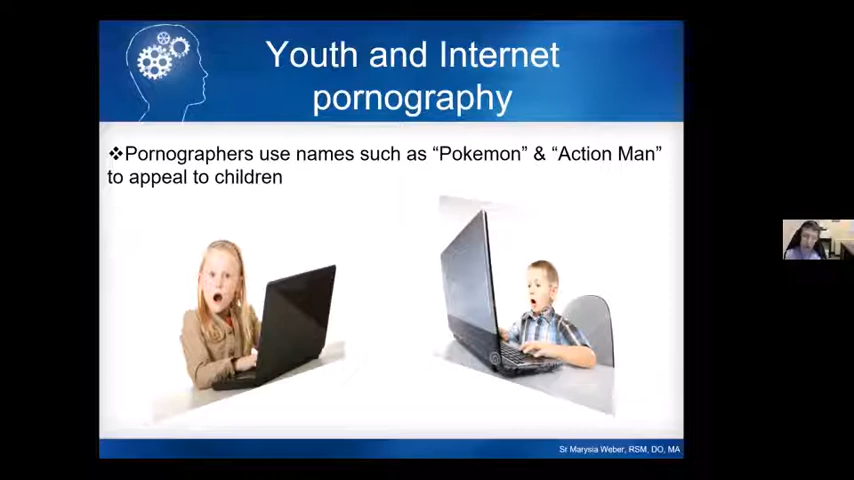 Youth and Internet
pornography
❖Pornographers use names such as “Pokemon” & “Action Man”
to appeal to children
Sr Marysia Weber, RSM, DO, MA